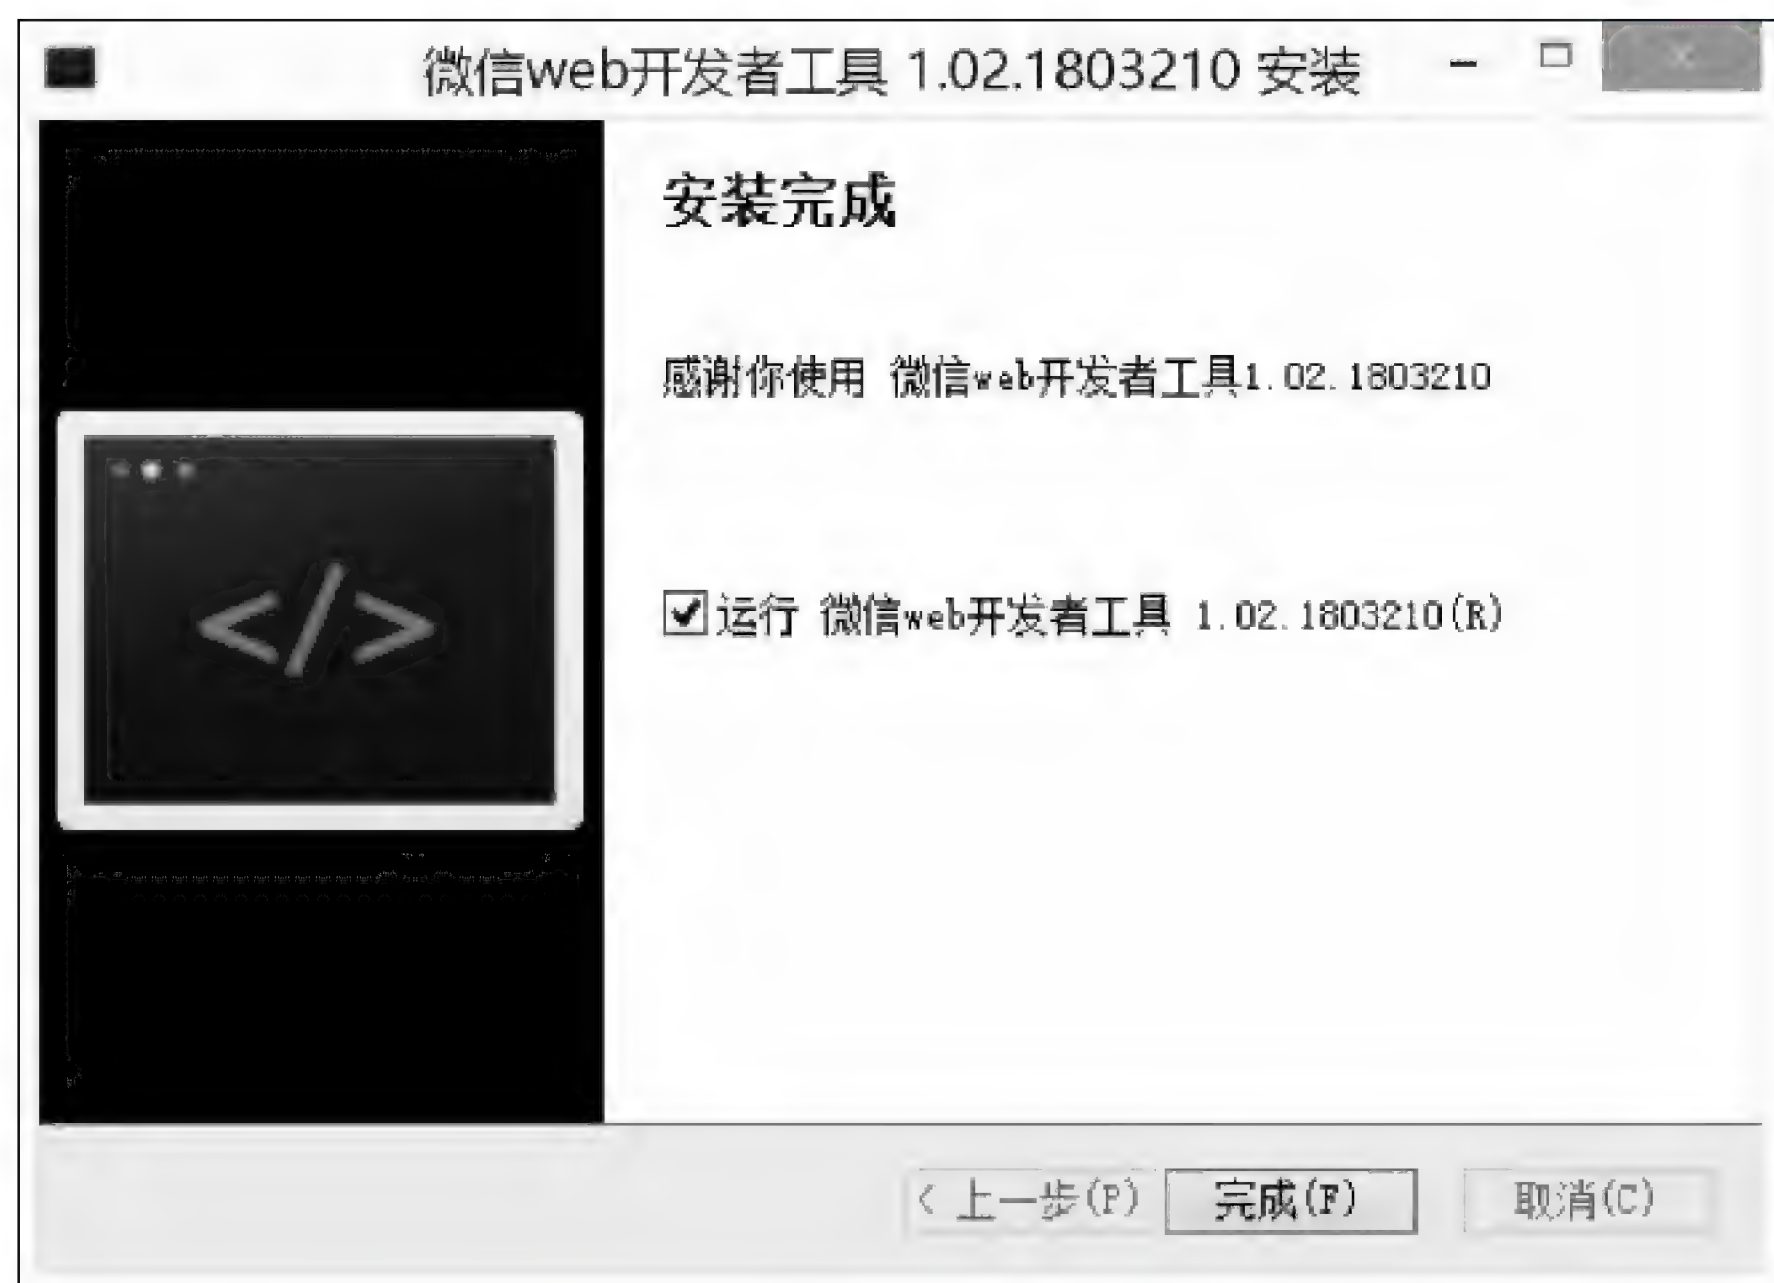 微信web开发者工具 1.02.1803210 安装
安装完成
感谢你使用 微信web开发者工具1.02.1803210
运行 微信web开发者工具 1.02.1803210(R)
</>
< 上一步(P) 完成(F) 取消(C)